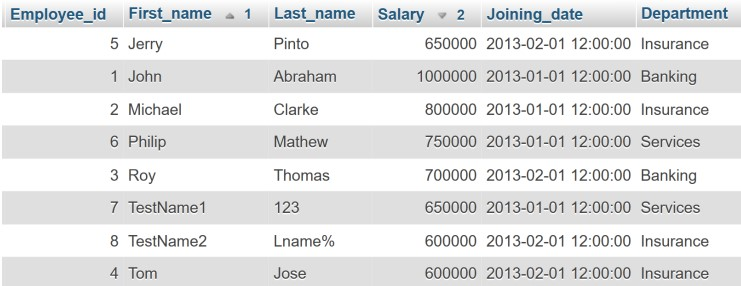 Employee_id First_name 1 Last_name Salary 2 Joining_date Department
5 Jerry Pinto 650000 2013-02-01 12:00:00 Insurance
1 John Abraham 1000000 2013-02-01 12:00:00 Banking
2 Michael Clarke 800000 2013-01-01 12:00:00 Insurance
6 Philip Mathew 750000 2013-01-01 12:00:00 Services
3 Roy Thomas 700000 2013-02-01 12:00:00 Banking
7 TestName1 123 650000 2013-01-01 12:00:00 Services
8 TestName2 Lname% 600000 2013-02-01 12:00:00 Insurance
4 Tom Jose 600000 2013-02-01 12:00:00 Insurance